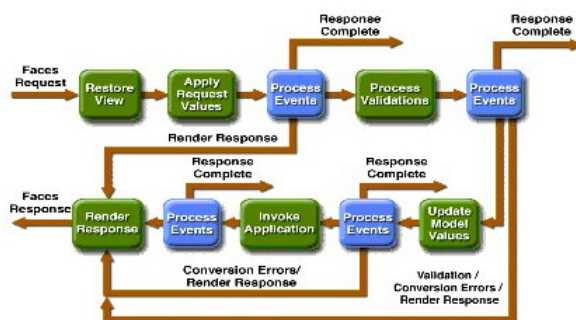 Response
Complete
Response
Complete
Faces
Request
Restore
View
Apply
Request
Values
Process
Events
Process
Validations
Process
Events
Render Response
Response
Complete
Response
Complete
Faces
Response
Render
Response
Process
Events
Invoke
Application
Process
Events
Update
Model
Values
Conversion Errors/
Render Response
Validation /
Conversion Errors /
Render Response